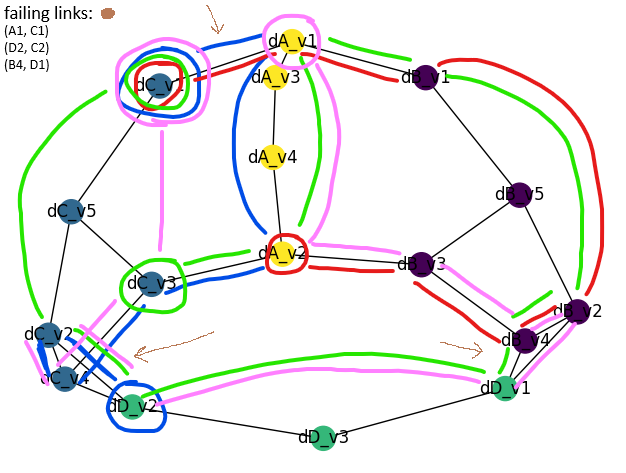 failing links:
(A1, C1)
(D2, C2)
(B4, D1)
dA_v1
dC_v1
dA_v3
dB_v1
dA_v4
dB_v5
dC_v5
dA_v2
dB_v3
dC_v3
dB_v2
dC_v2
dB_v4
dC_v4
dD_v1
dD_v2
dD_v3